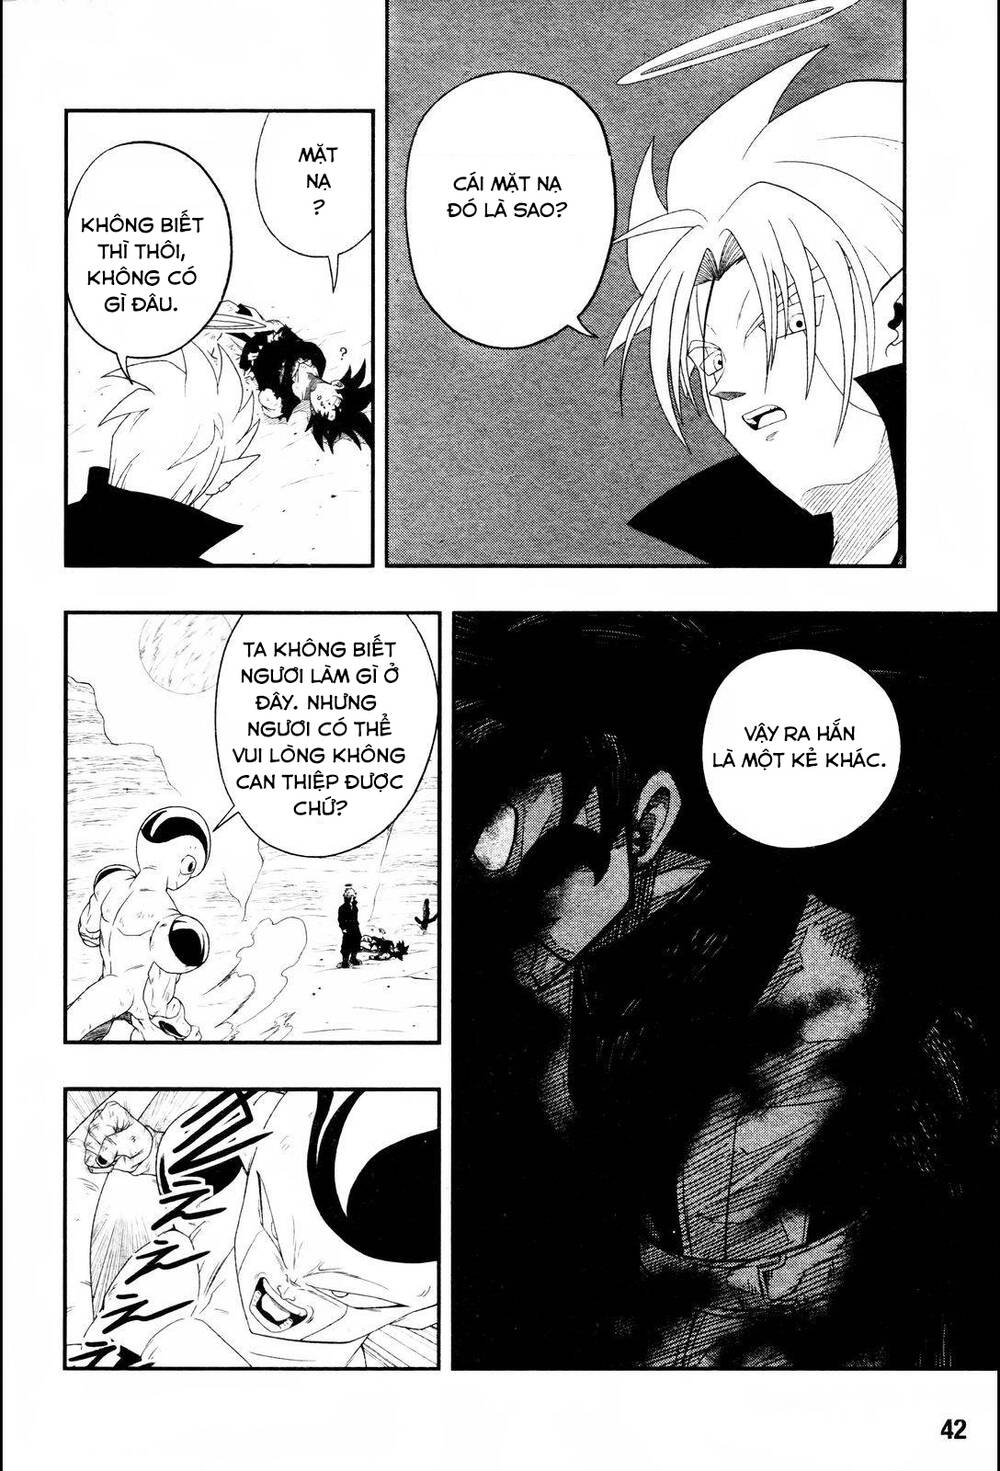 CÁI MẶT NẠ
ĐÓ LÀ SAO?
MẶT
NẠ
?
KHÔNG BIẾT
THÌ THÔI,
KHÔNG CÓ
GÌ ĐÂU.
?
VẬY RA HẮN
LÀ MỘT KẺ KHÁC.
TA KHÔNG BIẾT
NGƯƠI LÀM GÌ Ở
ĐÂY. NHƯNG
NGƯƠI CÓ THỂ
VUI LÒNG KHÔNG
CAN THIỆP ĐƯỢC
CHỨ?
42